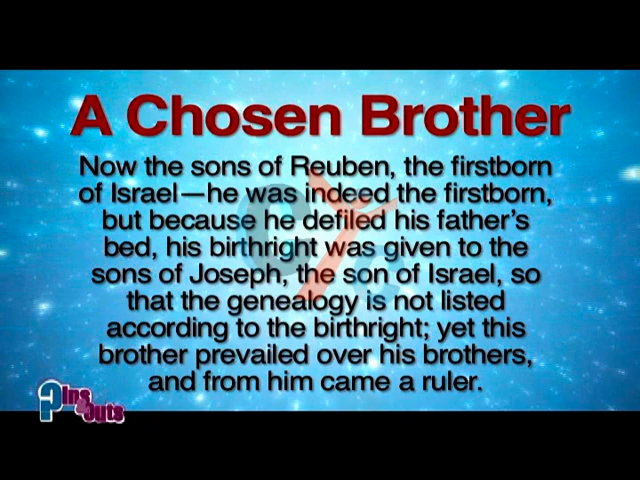 A Chosen Brother
Now the sons of Reuben, the firstborn
of Israel—he was indeed the firstborn,
but because he defiled his father's
bed, his birthright was given to the
sons of Joseph, the son of Israel, so
that the genealogy is not listed
according to the birthright; yet this
brother prevailed over his brothers,
and from him came a ruler.
Ins
Outs